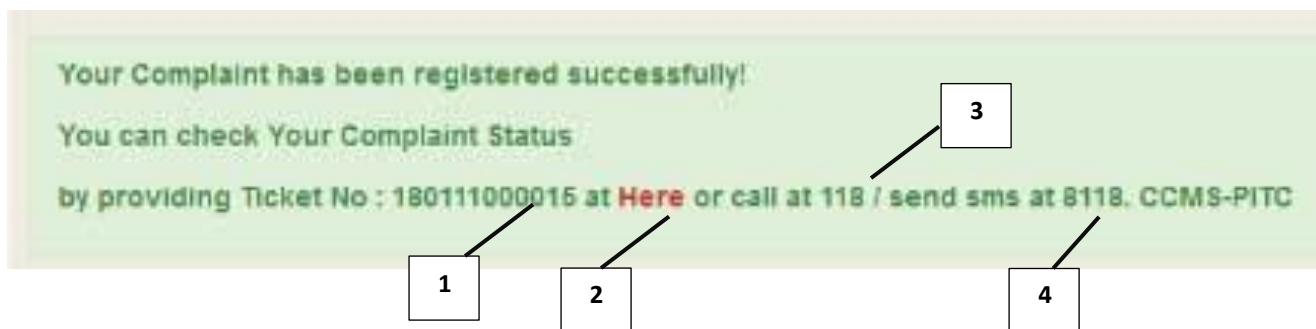 Your Complaint has been registered successfully!
You can check Your Complaint Status
3
by providing Ticket No : 180111000015 at Here or call at 118 / send sms at 8118. CCMS-PITC
1
2
4